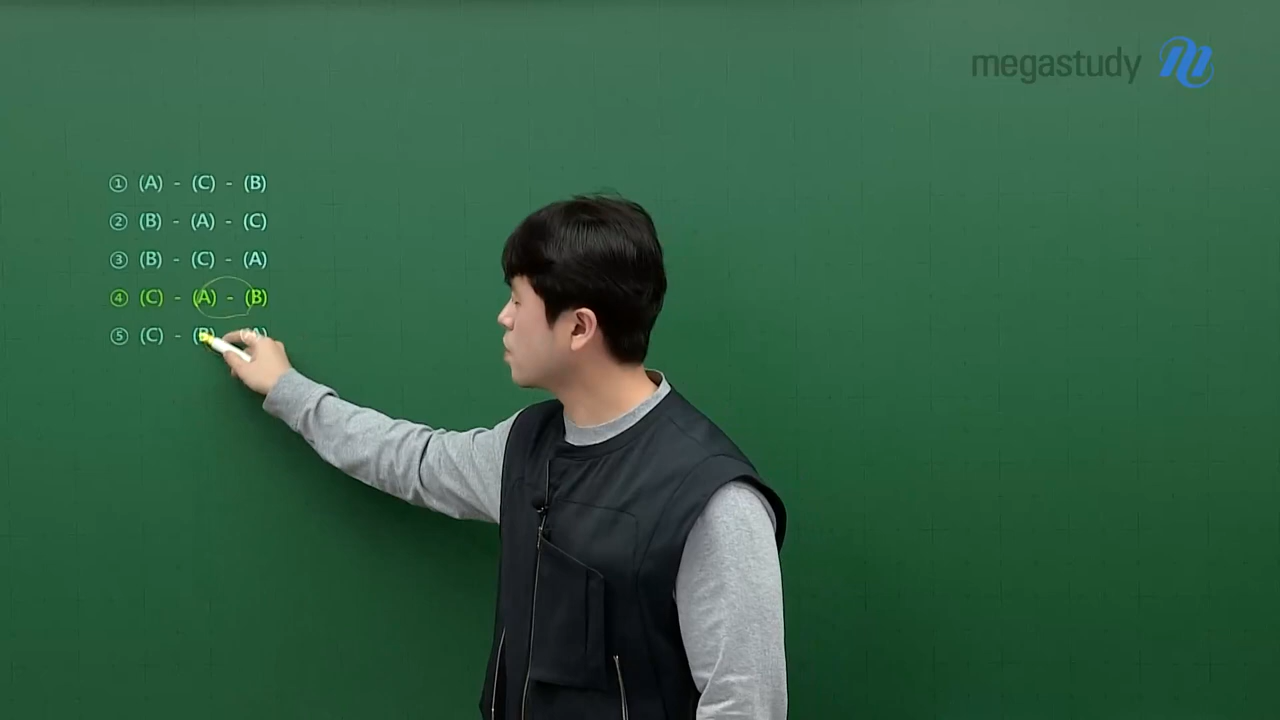 megastudy
① (A) - (C) - (B)
② (B) - (A) - (C)
③ (B) - (C) - (A)
④ (C) - (A) - (B)
⑤ (C) - (B) - (A)